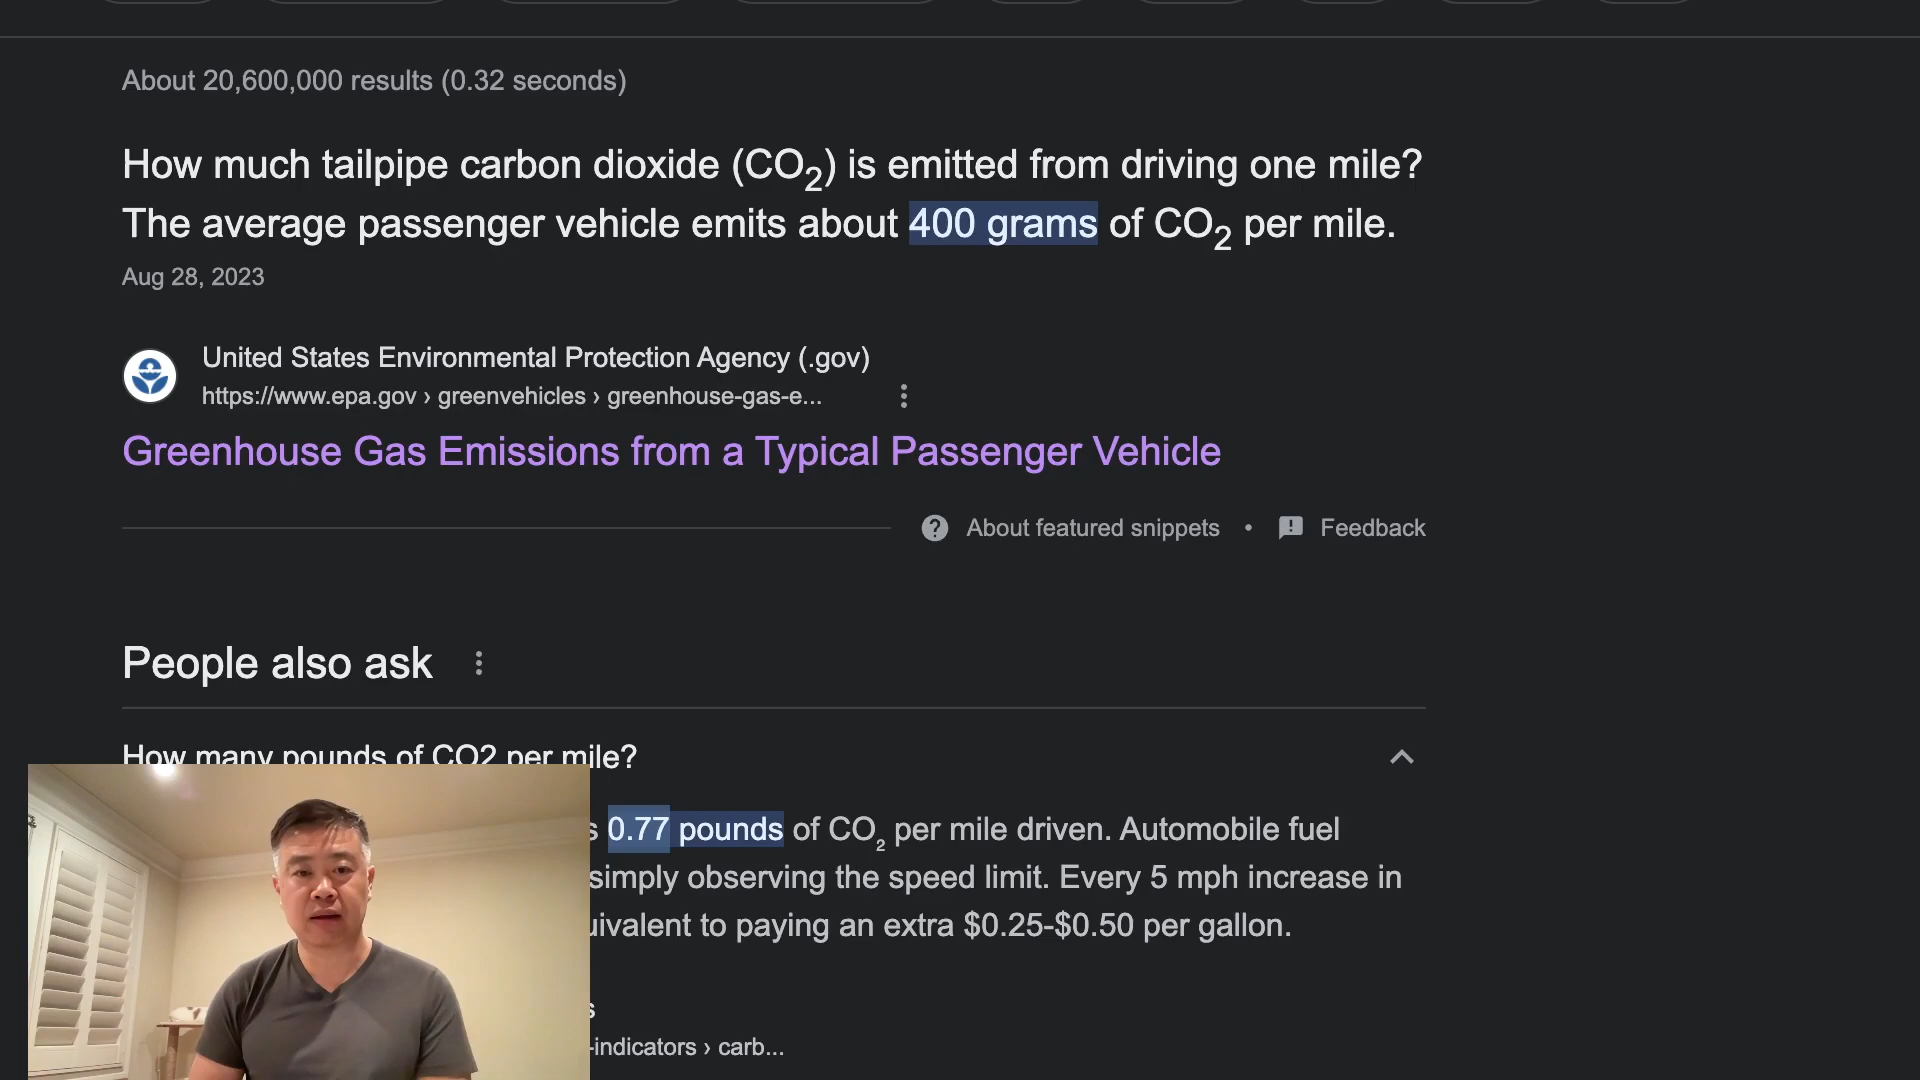 About 20,600,000 results (0.32 seconds)
How much tailpipe carbon dioxide (CO₂) is emitted from driving one mile?
The average passenger vehicle emits about 400 grams of CO₂ per mile.
Aug 28, 2023
United States Environmental Protection Agency (.gov)
https://www.epa.gov › greenvehicles › greenhouse-gas-e...
Greenhouse Gas Emissions from a Typical Passenger Vehicle
About featured snippets • Feedback
People also ask
How many pounds of CO2 per mile?
0.77 pounds of CO₂ per mile driven. Automobile fuel
simply observing the speed limit. Every 5 mph increase in
to paying an extra $0.25-$0.50 per gallon.
-indicators › carb...